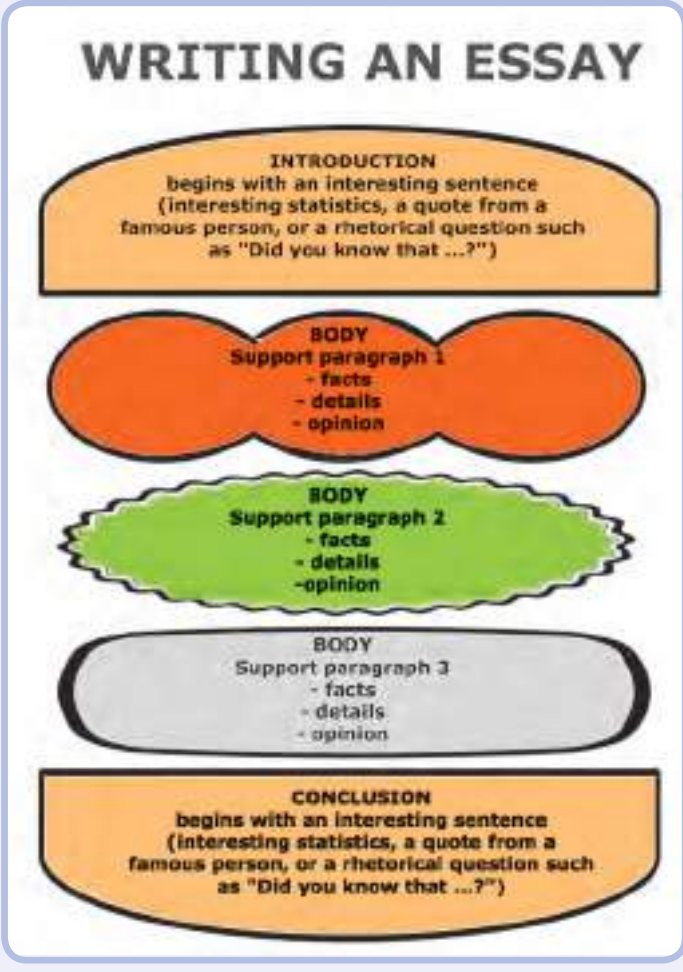 WRITING AN ESSAY
INTRODUCTION
begins with an interesting sentence
(interesting statistics, a quote from a
famous person, or a rhetorical question such
as "Did you know that ...?")
BODY
Support paragraph 1
- facts
- details
- opinion
BODY
Support paragraph 2
- facts
- details
-opinion
BODY
Support paragraph 3
- facts
- details
- opinion
CONCLUSION
begins with an interesting sentence
(interesting statistics, a quote from a
famous person, or a rhetorical question such
as "Did you know that ...?")